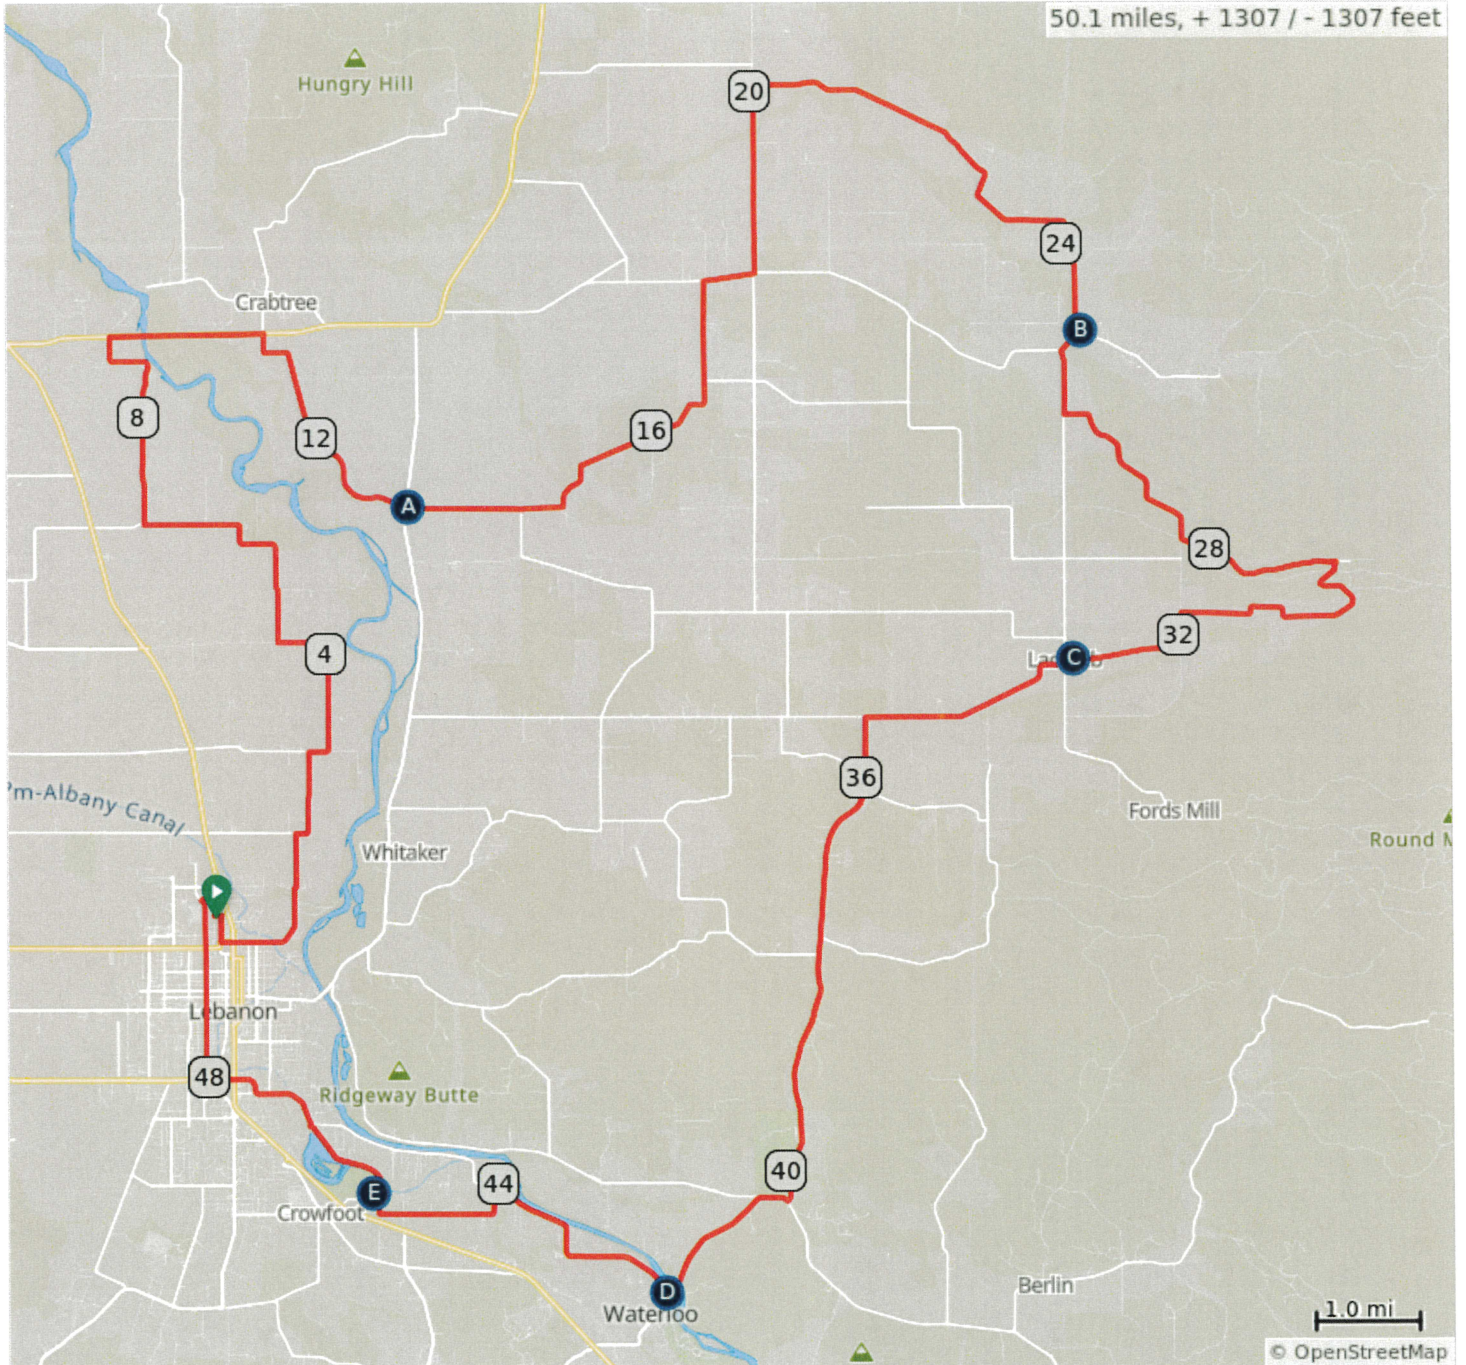 50.1 miles, + 1307 / - 1307 feet
Hungry Hill
20
24
Crabtree
B
8
12
16
A
28
4
32
C
36
Pm-Albany Canal
Fords Mill
Round M
Whitaker
Lebanon
48
Ridgeway Butte
40
44
E
Crowfoot
D
Waterloo
Berlin
1.0 mi
© OpenStreetMap